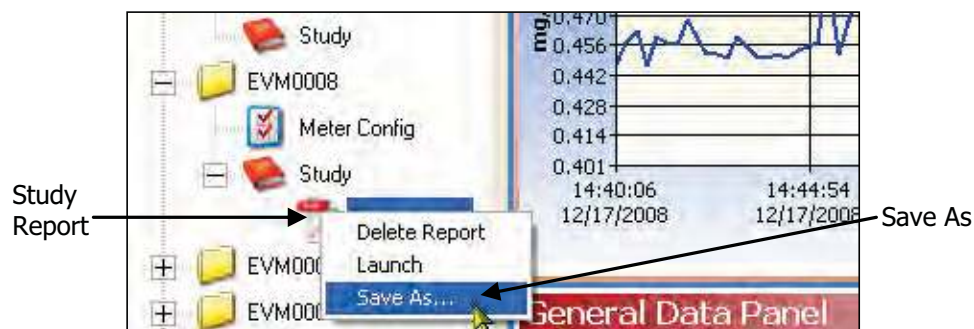 Study
EVM0008
Meter Config
Study
Study
Report
Delete Report
Launch
Save As...
EVM000
EVM000
mg/
0.470
0.456
0.442
0.428
0.414
0.401
14:40:06
12/17/2008
14:44:54
12/17/2008
Save As
General Data Panel